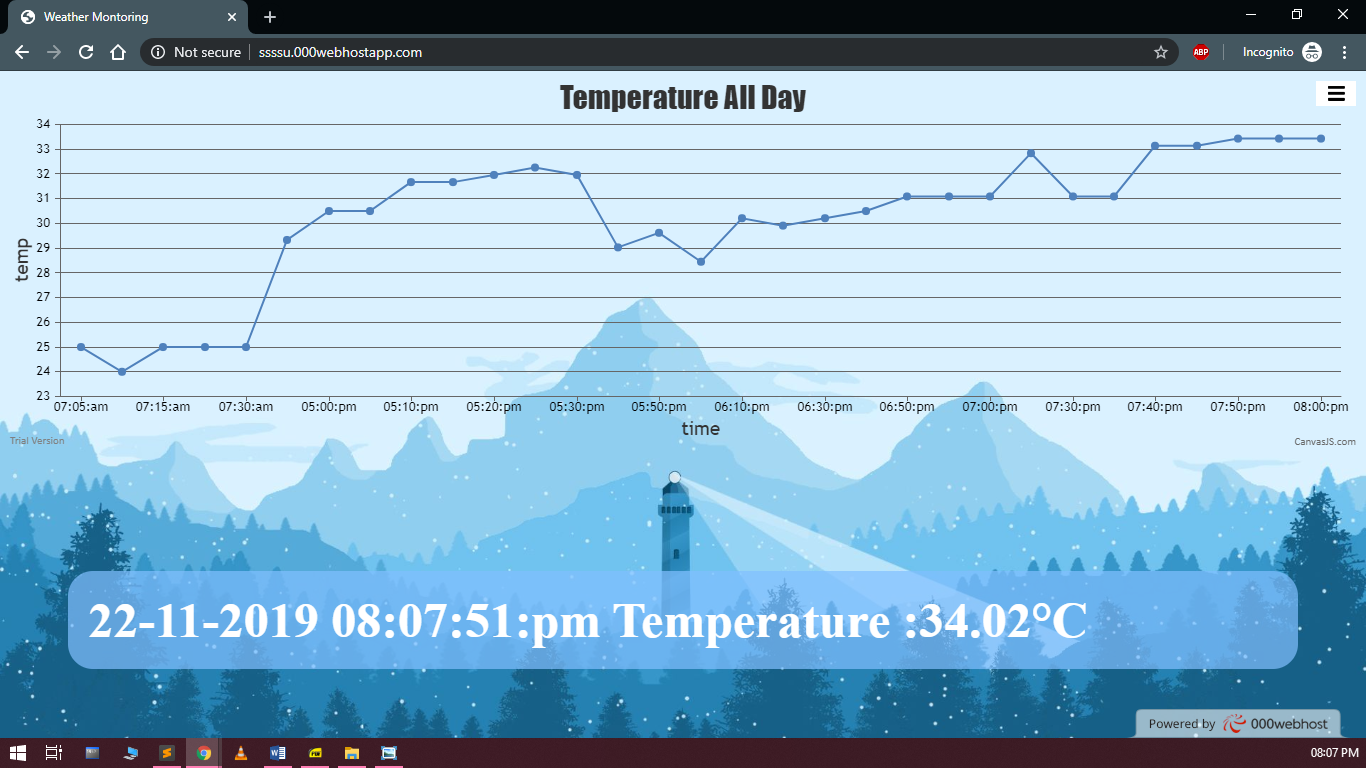 Weather Montoring
Not secure ssssu.000webhostapp.com ABP Incognito
Temperature All Day
34
33
32
31
30
29
28
27
26
25
24
23
temp
07:05:am 07:15:am 07:30:am 05:00:pm 05:10:pm 05:20:pm 05:30:pm 05:50:pm 06:10:pm 06:30:pm 06:50:pm 07:00:pm 07:30:pm 07:40:pm 07:50:pm 08:00:pm
time
Trial Version CanvasJS.com
22-11-2019 08:07:51:pm Temperature :34.02°C
Powered by 000webhost
08:07 PM